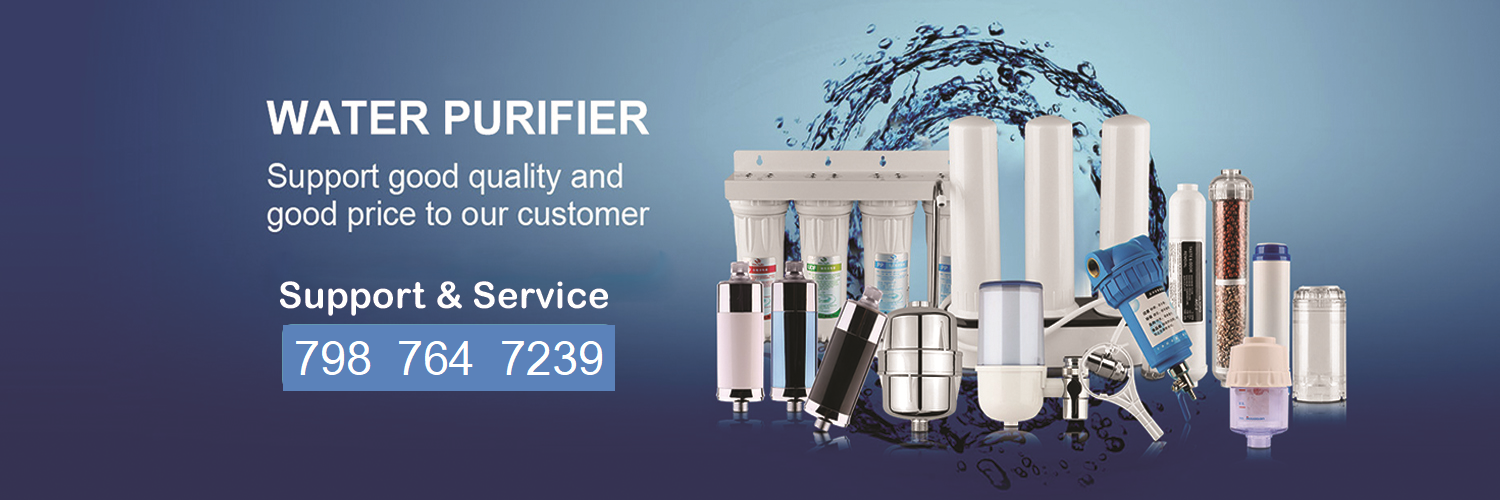 WATER PURIFIER
Support good quality and
good price to our customer
Support & Service
798 764 7239